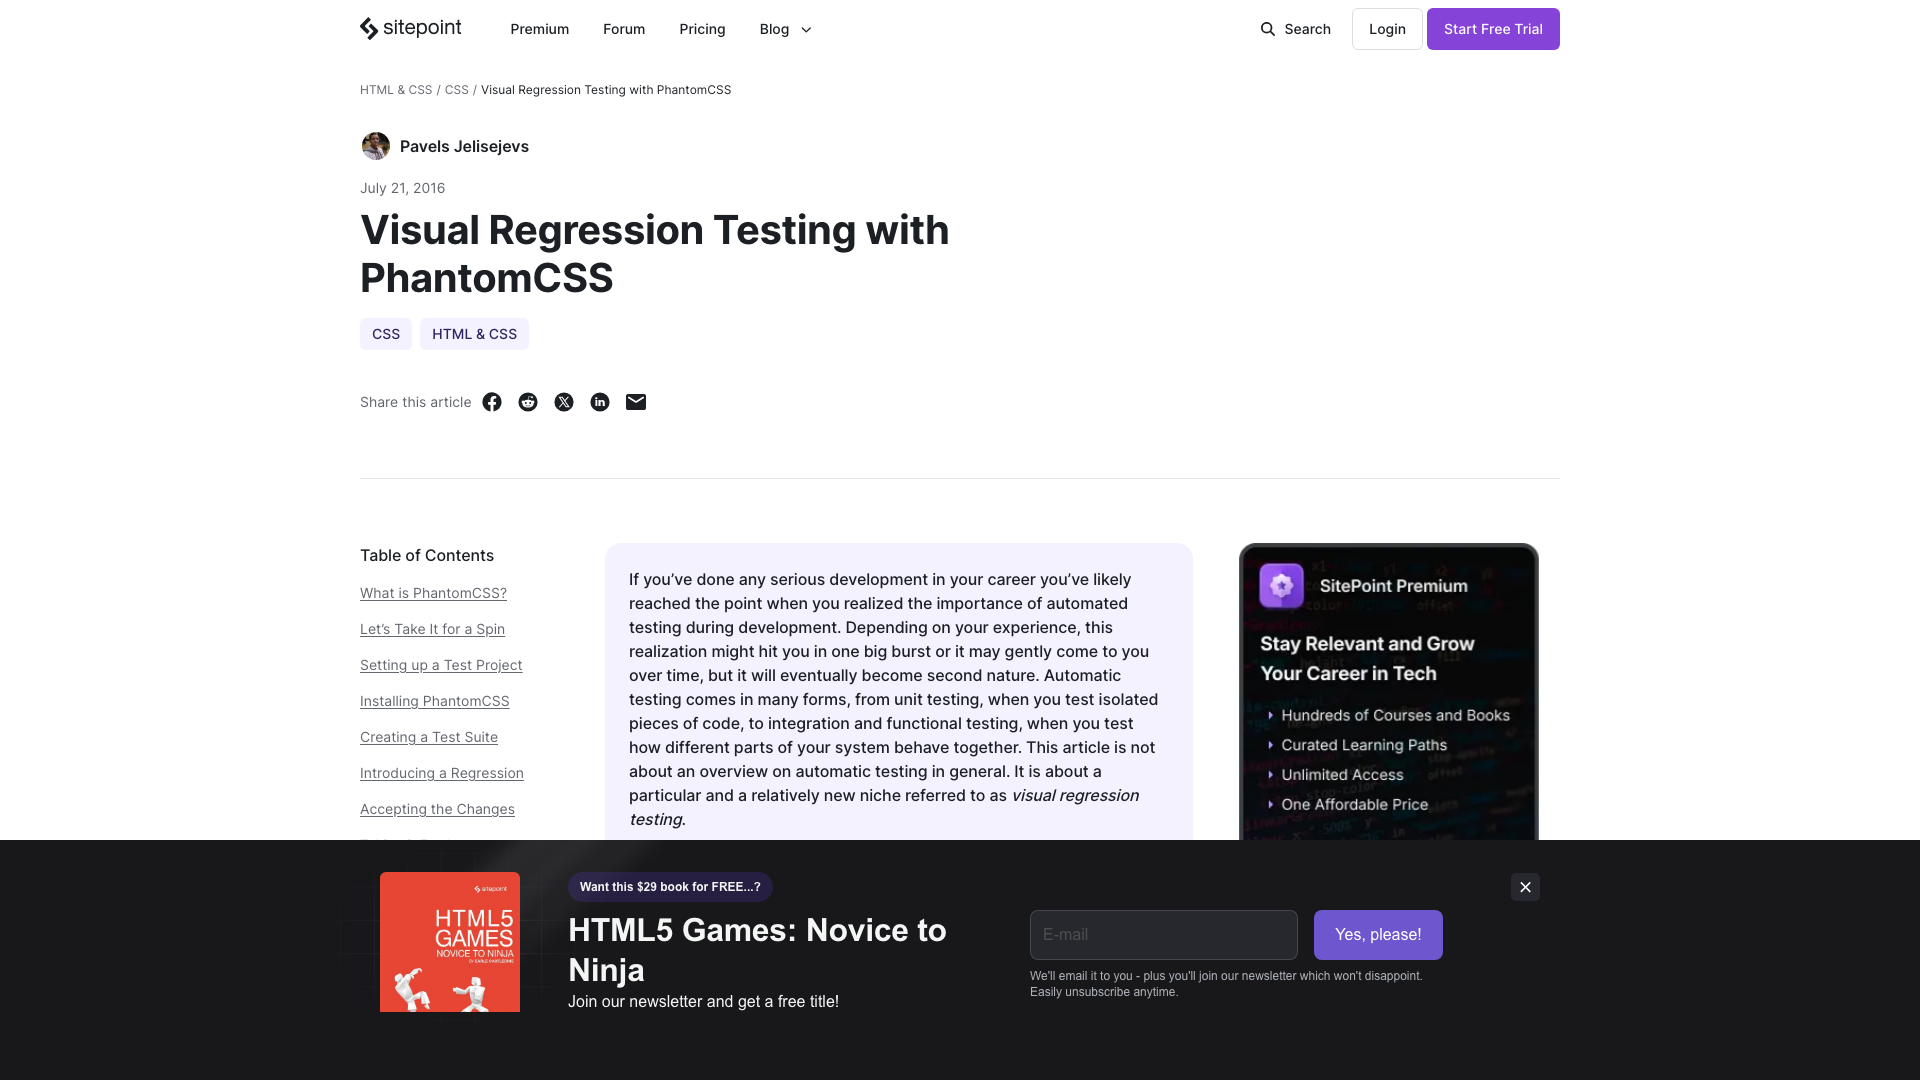 sitepoint
Premium
Forum
Pricing
Blog
Search
Login
Start Free Trial
HTML & CSS / CSS / Visual Regression Testing with PhantomCSS
Pavels Jelisejevs
July 21, 2016
Visual Regression Testing with
PhantomCSS
CSS
HTML & CSS
Share this article
Table of Contents
What is PhantomCSS?
Let’s Take It for a Spin
Setting up a Test Project
Installing PhantomCSS
Creating a Test Suite
Introducing a Regression
Accepting the Changes
If you’ve done any serious development in your career you’ve likely
reached the point when you realized the importance of automated
testing during development. Depending on your experience, this
realization might hit you in one big burst or it may gently come to you
over time, but it will eventually become second nature. Automatic
testing comes in many forms, from unit testing, when you test isolated
pieces of code, to integration and functional testing, when you test
how different parts of your system behave together. This article is not
about an overview on automatic testing in general. It is about a
particular and a relatively new niche referred to as visual regression
testing.
SitePoint Premium
Stay Relevant and Grow
Your Career in Tech
Hundreds of Courses and Books
Curated Learning Paths
Unlimited Access
One Affordable Price
sitepoint
HTML5
GAMES
NOVICE TO NINJA
Want this $29 book for FREE...?
HTML5 Games: Novice to
Ninja
Join our newsletter and get a free title!
E-mail
Yes, please!
We'll email it to you - plus you'll join our newsletter which won't disappoint.
Easily unsubscribe anytime.